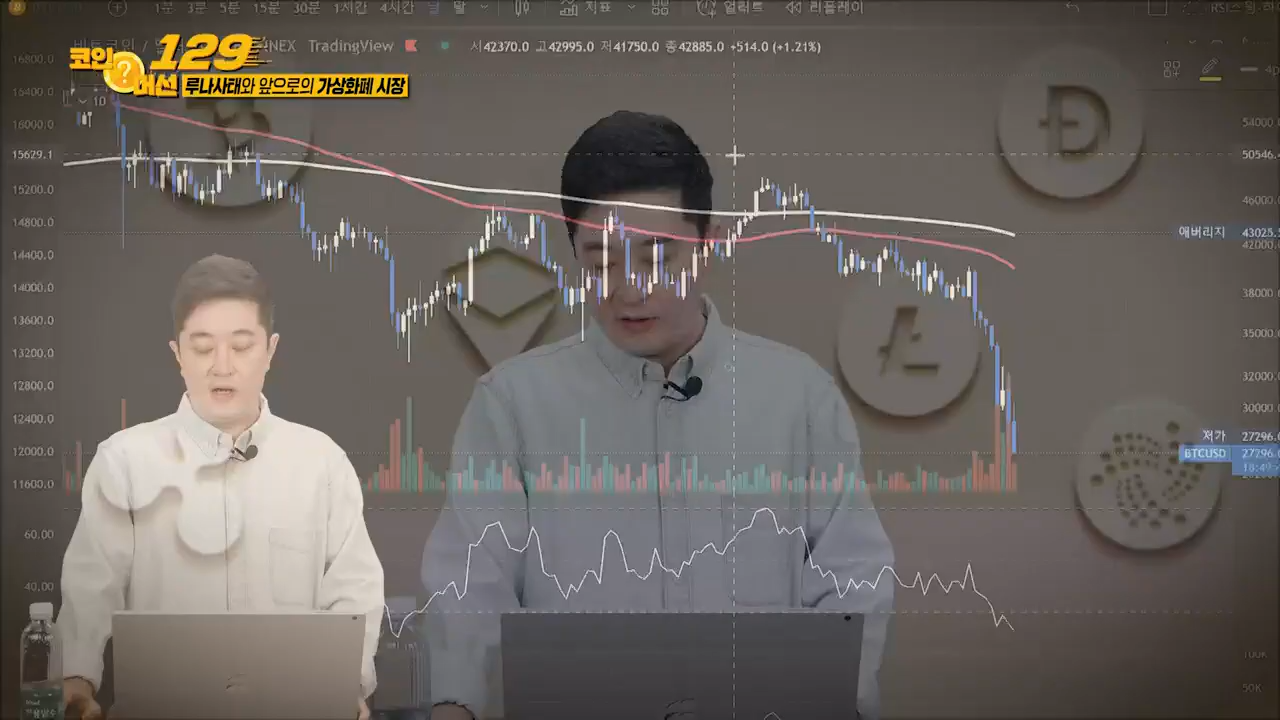 1분 3분 5분 15분 30분 1시간 4시간 일 지표 얼러트 리플레이
코인 129
버선 루나사태와 앞으로의 가상화폐 시장
비트코인 / NEX TradingView 시42370.0 고42995.0 저41750.0 종42885.0 +514.0 (+1.21%)
16800.0
16400.0
16000.0
15629.1
15200.0
14800.0
14400.0
14000.0
13600.0
13200.0
12800.0
12400.0
12000.0
11600.0
60.00
40.00
10
54000.0
50546.
46000.0
애버리지 43025.
42000.0
38000.0
35000.0
32000.0
30000.0
저가 27296.
BTCUSD 27296.
100K
50K